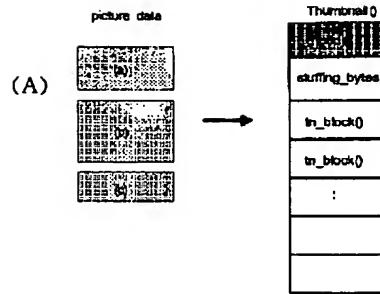 picture data
Thumbnail()
(A)
stuffing_bytes
tn_block()
tn_block()
: